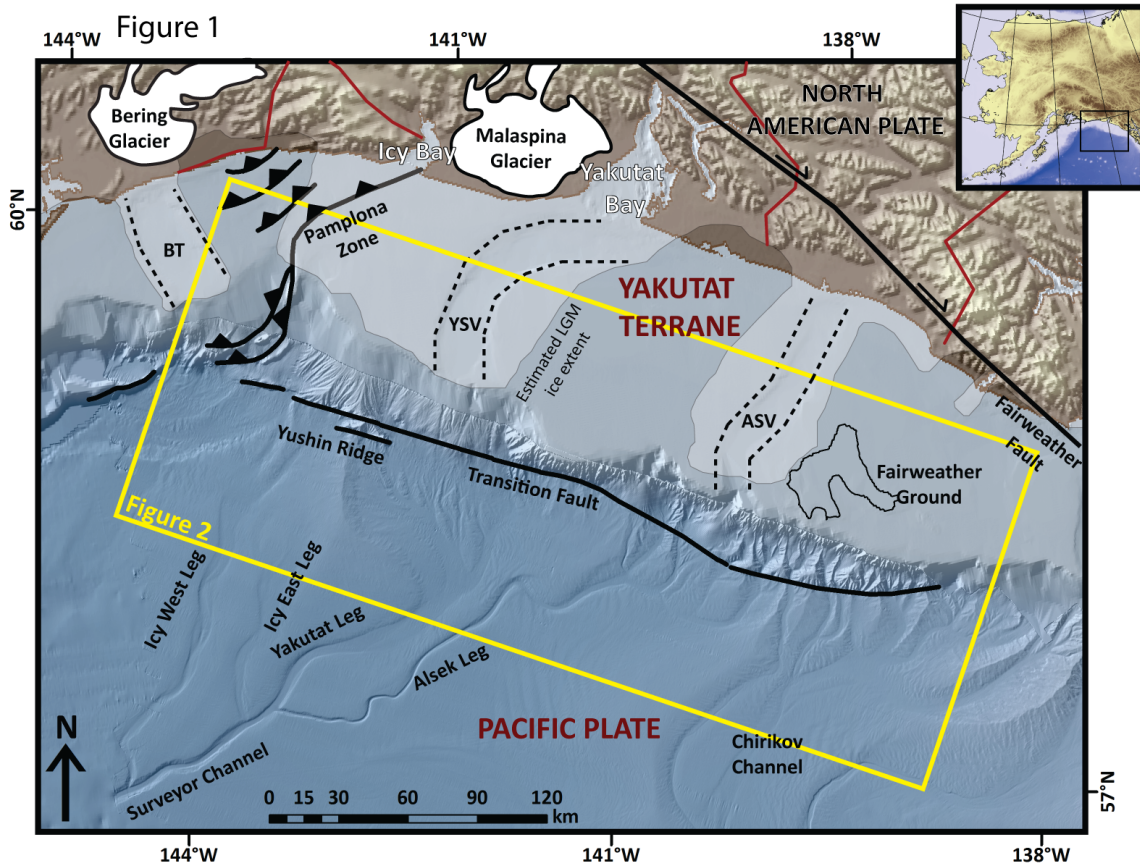 Figure 1
144°W
141°W
138°W
Bering
Glacier
Malaspina
Glacier
NORTH
AMERICAN PLATE
Icy Bay
Yakutat
Bay
60°N
Pamplona
Zone
BT
YSV
YAKUTAT
TERRANE
Estimated LGM
ice extent
ASV
Fairweather
Fault
Yushin Ridge
Transition Fault
Fairweather
Ground
Figure 2
Icy West Leg
Icy East Leg
Yakutat Leg
Alsek Leg
PACIFIC PLATE
N
Surveyor Channel
Chirikov
Channel
0 15 30 60 90 120
km
57°N
144°W
141°W
138°W